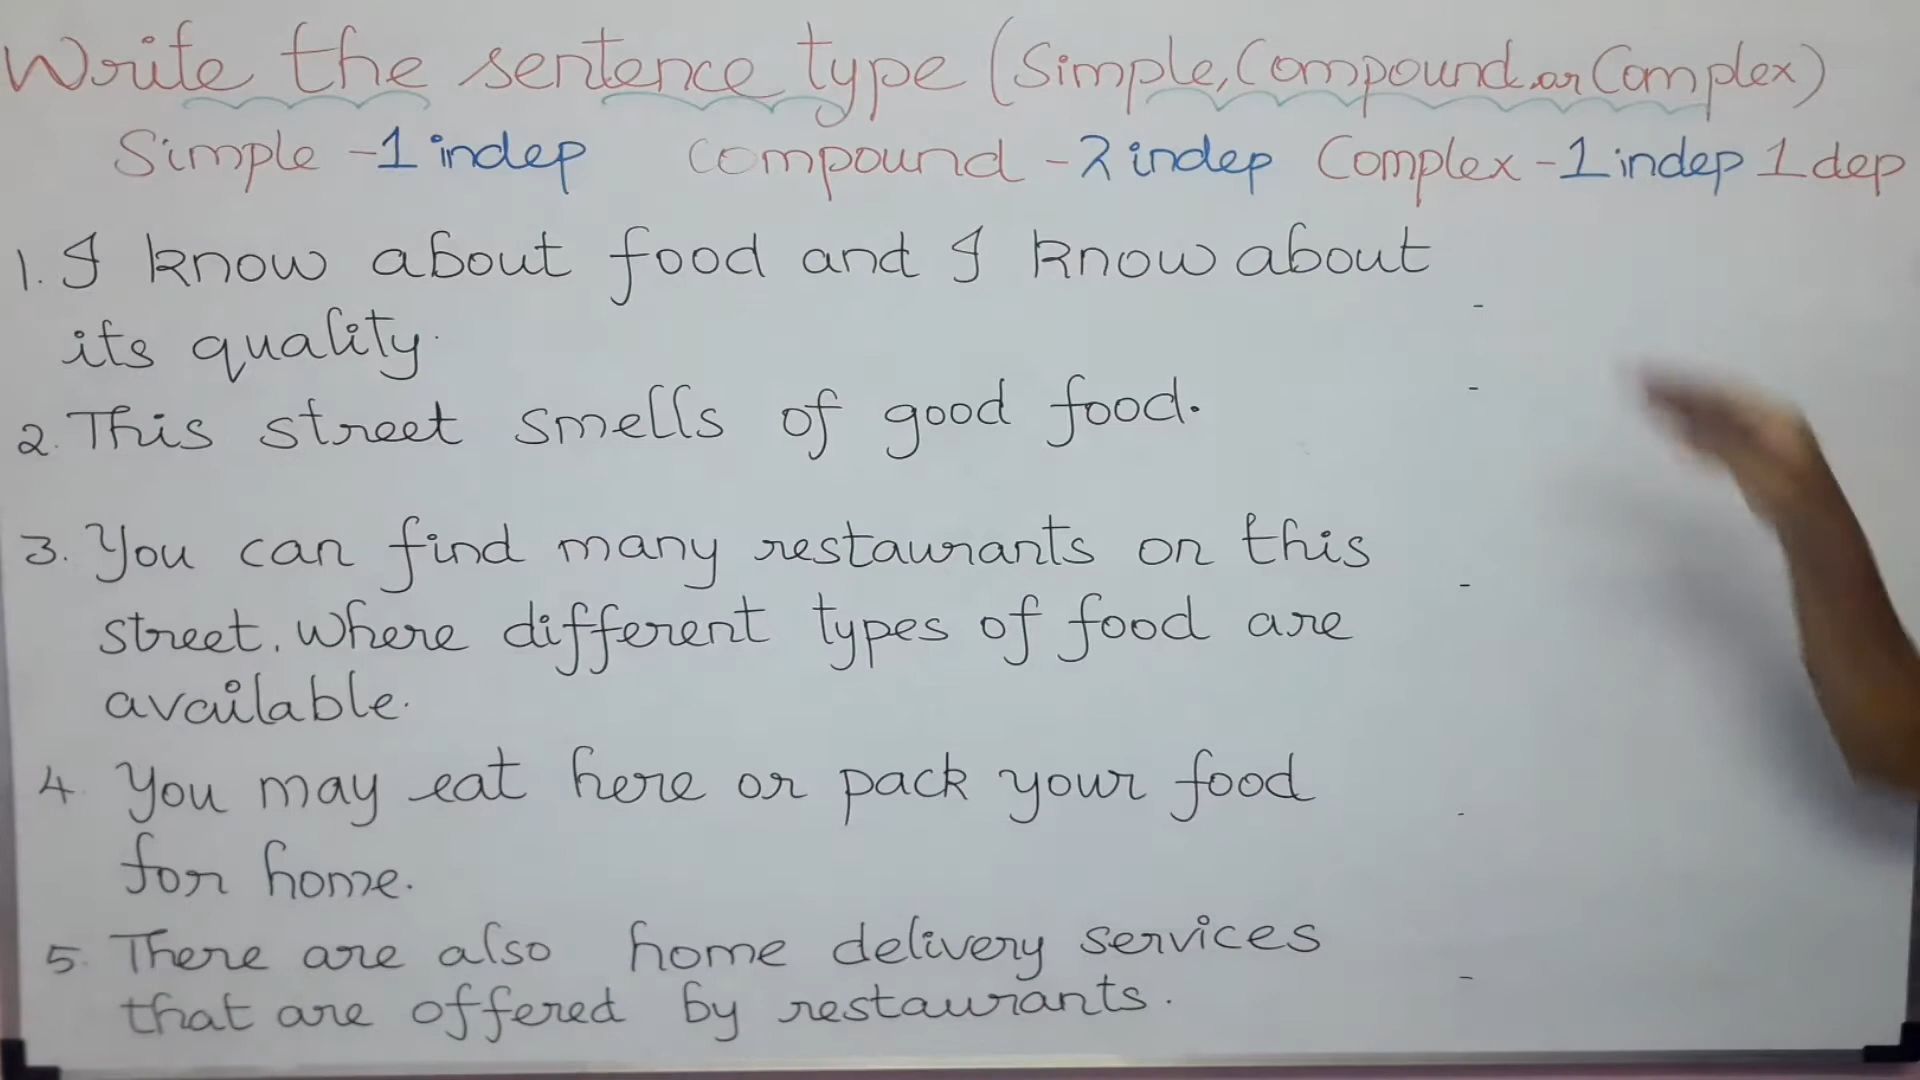 Write the sentence type (Simple, Compound, or Complex)
Simple -1 indep compound -2 indep Complex -1 indep 1 dep
1. I know about food and I know about
its quality.
2. This street smells of good food.
3. You can find many restaurants on this
street. where different types of food are
available.
4. You may eat here or pack your food
for home.
5. There are also home delivery services
that are offered by restaurants.